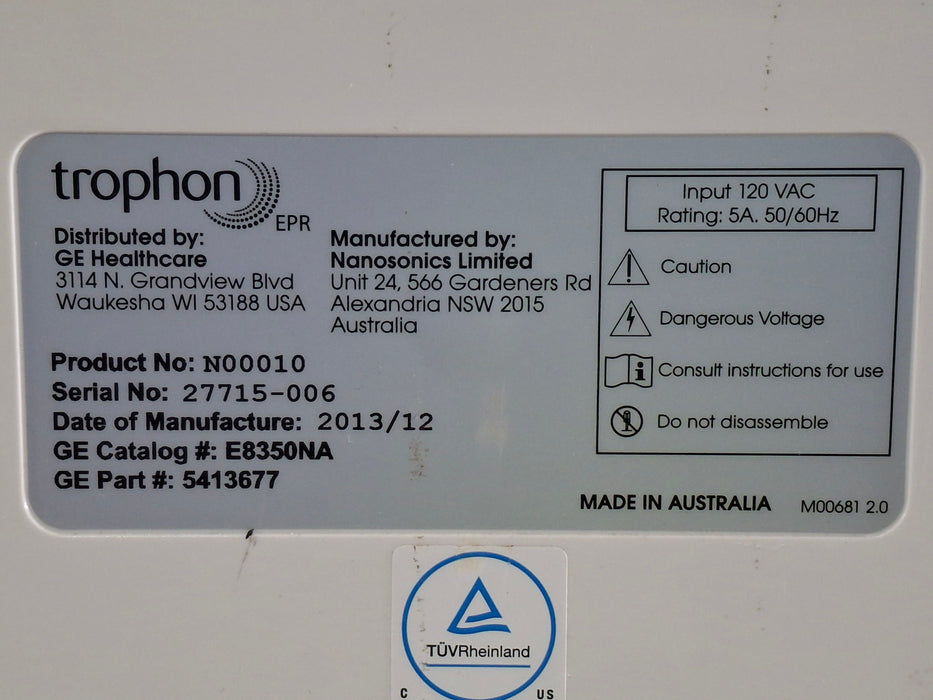 trophon
EPR
Distributed by:
GE Healthcare
3114 N. Grandview Blvd
Waukesha WI 53188 USA
Manufactured by:
Nanosonics Limited
Unit 24, 566 Gardeners Rd
Alexandria NSW 2015
Australia
Product No: N00010
Serial No: 27715-006
Date of Manufacture: 2013/12
GE Catalog #: E8350NA
GE Part #: 5413677
Input 120 VAC
Rating: 5A. 50/60Hz
Caution
Dangerous Voltage
Consult instructions for use
Do not disassemble
MADE IN AUSTRALIA
M00681 2.0
TÜVRheinland
C US